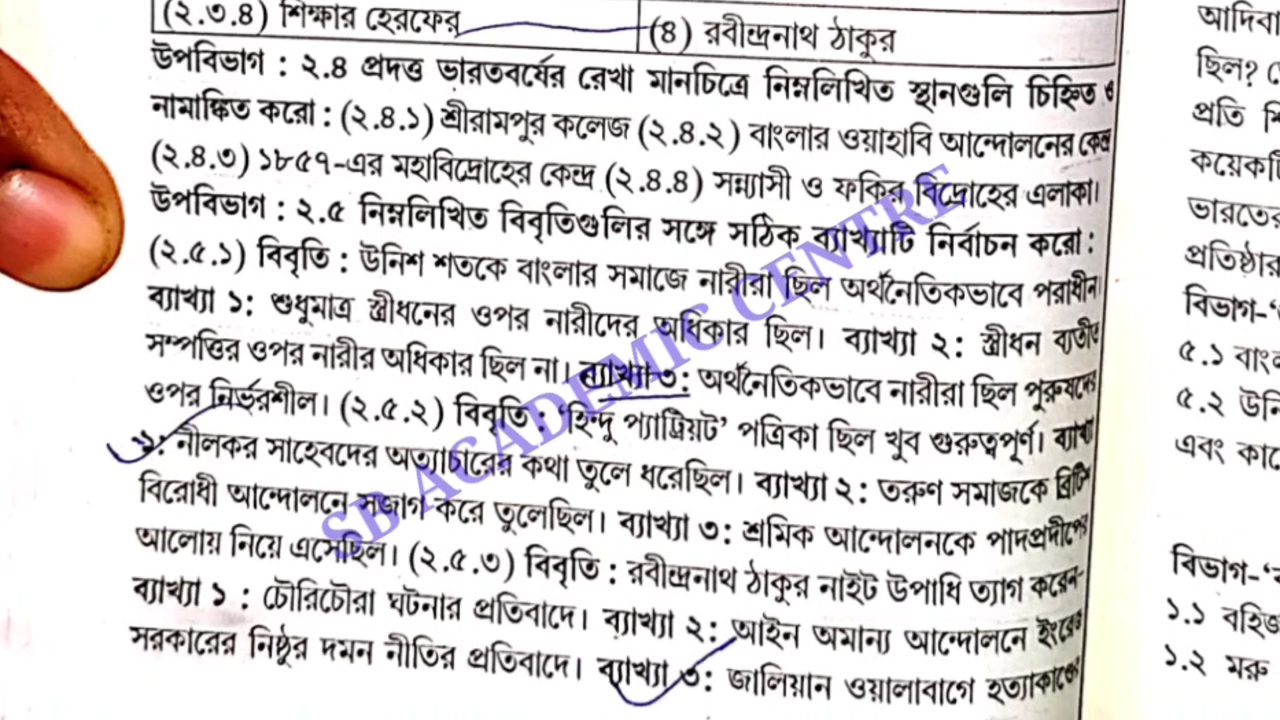 (২.৩.৪) শিক্ষার হেরফের (৪) রবীন্দ্রনাথ ঠাকুর
উপবিভাগ : ২.৪ প্রদত্ত ভারতবর্ষের রেখা মানচিত্রে নিম্নলিখিত স্থানগুলি চিহ্নিত ও
নামাঙ্কিত করো : (২.৪.১) শ্রীরামপুর কলেজ (২.৪.২) বাংলার ওয়াহাবি আন্দোলনের কেন্দ্র
(২.৪.৩) ১৮৫৭-এর মহাবিদ্রোহের কেন্দ্র (২.৪.৪) সন্ন্যাসী ও ফকির বিদ্রোহের এলাকা।
উপবিভাগ : ২.৫ নিম্নলিখিত বিবৃতিগুলির সঙ্গে সঠিক ব্যাখ্যাটি নির্বাচন করো :
(২.৫.১) বিবৃতি : উনিশ শতকে বাংলার সমাজে নারীরা ছিল অর্থনৈতিকভাবে পরাধীন।
ব্যাখ্যা ১: শুধুমাত্র স্ত্রীধনের ওপর নারীদের অধিকার ছিল। ব্যাখ্যা ২: স্ত্রীধন ব্যতীত
সম্পত্তির ওপর নারীর অধিকার ছিল না। ব্যাখ্যা-৩: অর্থনৈতিকভাবে নারীরা ছিল পুরুষদের
ওপর নির্ভরশীল। (২.৫.২) বিবৃতি : ‘হিন্দু প্যাট্রিয়ট’ পত্রিকা ছিল খুব গুরুত্বপূর্ণ। ব্যাখ্যা
১: নীলকর সাহেবদের অত্যাচারের কথা তুলে ধরেছিল। ব্যাখ্যা ২: তরুণ সমাজকে ব্রিটিশ
বিরোধী আন্দোলনে সজাগ করে তুলেছিল। ব্যাখ্যা ৩: শ্রমিক আন্দোলনকে পাদপ্রদীপের
আলোয় নিয়ে এসেছিল। (২.৫.৩) বিবৃতি : রবীন্দ্রনাথ ঠাকুর নাইট উপাধি ত্যাগ করেন-
ব্যাখ্যা ১ : চৌরিচৌরা ঘটনার প্রতিবাদে। ব্যাখ্যা ২: আইন অমান্য আন্দোলনে ইংরেজ
সরকারের নিষ্ঠুর দমন নীতির প্রতিবাদে। ব্যাখ্যা ৩: জালিয়ান ওয়ালাবাগে হত্যাকাণ্ডের
SB ACADEMIC CENTRE
ছিল?
প্রতি
ভারতের
প্রতিষ্ঠার
বিভাগ-
৫.১
৫.২
এবং
বিভাগ-
১.১
১.২ মরু